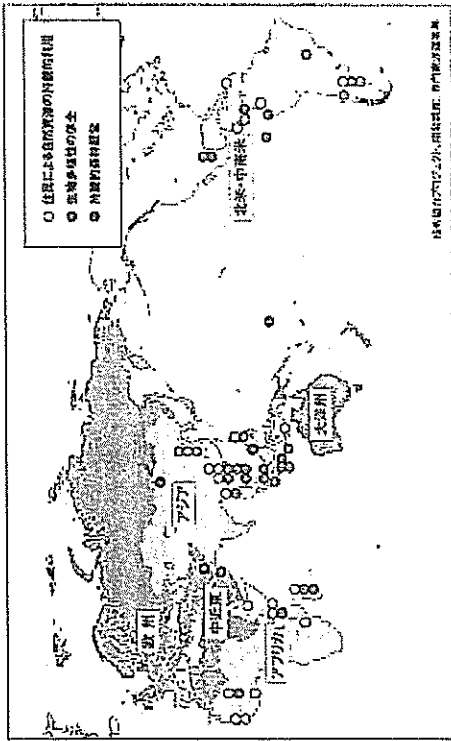 ○ 住民による自然資源の持続的利用
生物多様性の保全
持続的森林経営
欧州
中近東
アフリカ
アジア
大洋州
北米・中南米